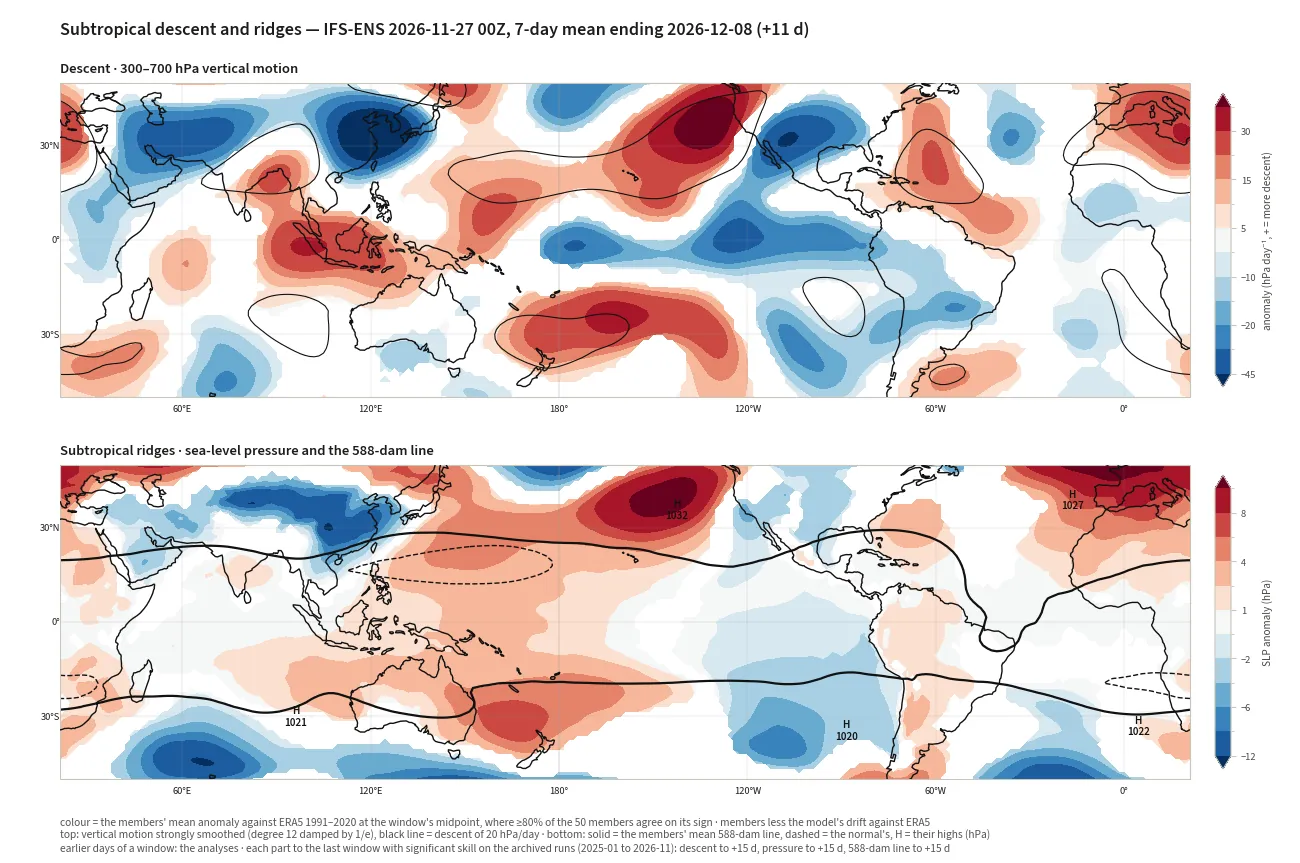 Subtropical descent and ridges — IFS-ENS 2026-11-27 00Z, 7-day mean ending 2026-12-08 (+11 d)
Descent · 300–700 hPa vertical motion
30°N
0°
30°S
60°E
120°E
180°
120°W
60°W
0°
30
15
5
−10
−20
−45
anomaly (hPa day⁻¹, + = more descent)
Subtropical ridges · sea-level pressure and the 588-dam line
30°N
0°
30°S
H
1032
H
1027
H
1021
H
1020
H
1022
60°E
120°E
180°
120°W
60°W
0°
8
4
1
−2
−6
−12
SLP anomaly (hPa)
colour = the members' mean anomaly against ERA5 1991–2020 at the window's midpoint, where ≥80% of the 50 members agree on its sign · members less the model's drift against ERA5
top: vertical motion strongly smoothed (degree 12 damped by 1/e), black line = descent of 20 hPa/day · bottom: solid = the members' mean 588-dam line, dashed = the normal's, H = their highs (hPa)
earlier days of a window: the analyses · each part to the last window with significant skill on the archived runs (2025-01 to 2026-11): descent to +15 d, pressure to +15 d, 588-dam line to +15 d